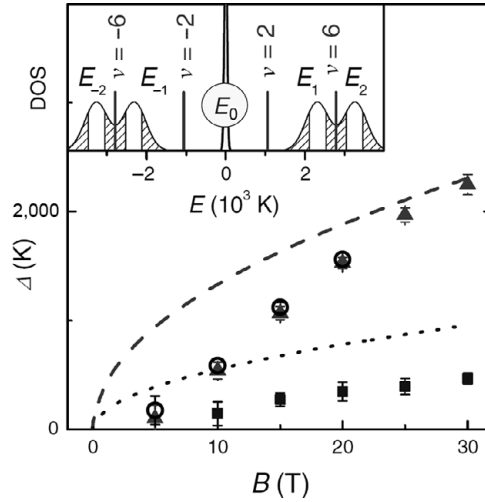 DOS
ν = -6
ν = -2
ν = 2
ν = 6
E₋₂
E₋₁
E₀
E₁
E₂
-2
0
2
E (10³ K)
2,000
Δ (K)
0
0
10
20
30
B (T)